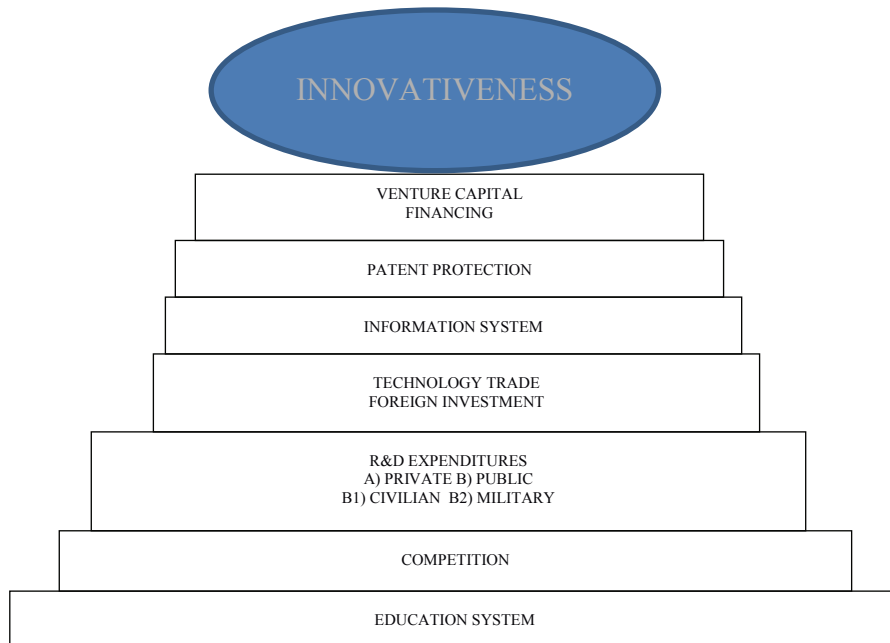 INNOVATIVENESS
VENTURE CAPITAL
FINANCING
PATENT PROTECTION
INFORMATION SYSTEM
TECHNOLOGY TRADE
FOREIGN INVESTMENT
R&D EXPENDITURES
A) PRIVATE B) PUBLIC
B1) CIVILIAN  B2) MILITARY
COMPETITION
EDUCATION SYSTEM